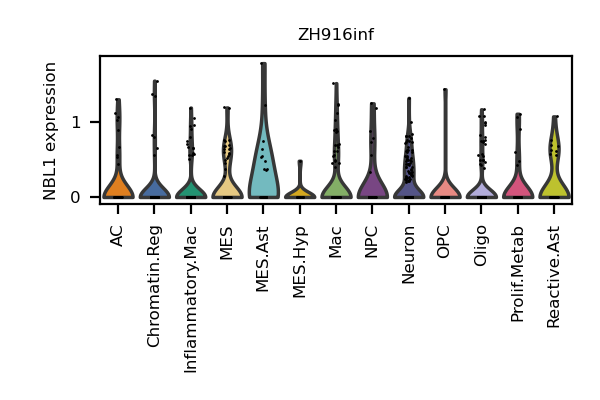 ZH916inf
NBL1 expression
1
0
AC
Chromatin.Reg
Inflammatory.Mac
MES
MES.Ast
MES.Hyp
Mac
NPC
Neuron
OPC
Oligo
Prolif.Metab
Reactive.Ast